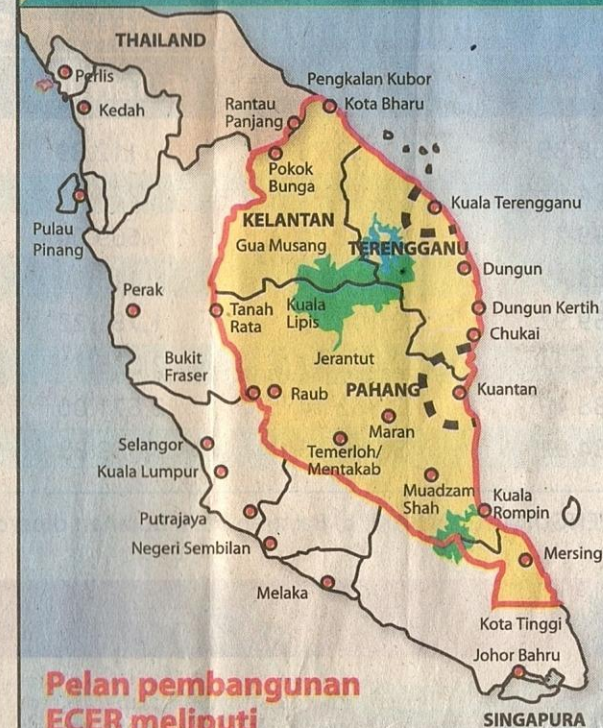 THAILAND
Perlis
Kedah
Pengkalan Kubor
Rantau
Panjang
Kota Bharu
Pokok
Bunga
Pulau
Pinang
KELANTAN
Gua Musang
Kuala Terengganu
TERENGGANU
Dungun
Perak
Tanah
Rata
Kuala
Lipis
Dungun Kertih
Chukai
Bukit
Fraser
Jerantut
Raub
PAHANG
Kuantan
Maran
Selangor
Temerloh/
Mentakab
Kuala Lumpur
Muadzam
Shah
Kuala
Rompin
Putrajaya
Negeri Sembilan
Mersing
Melaka
Kota Tinggi
Johor Bahru
SINGAPURA
Pelan pembangunan
ECER meliputi